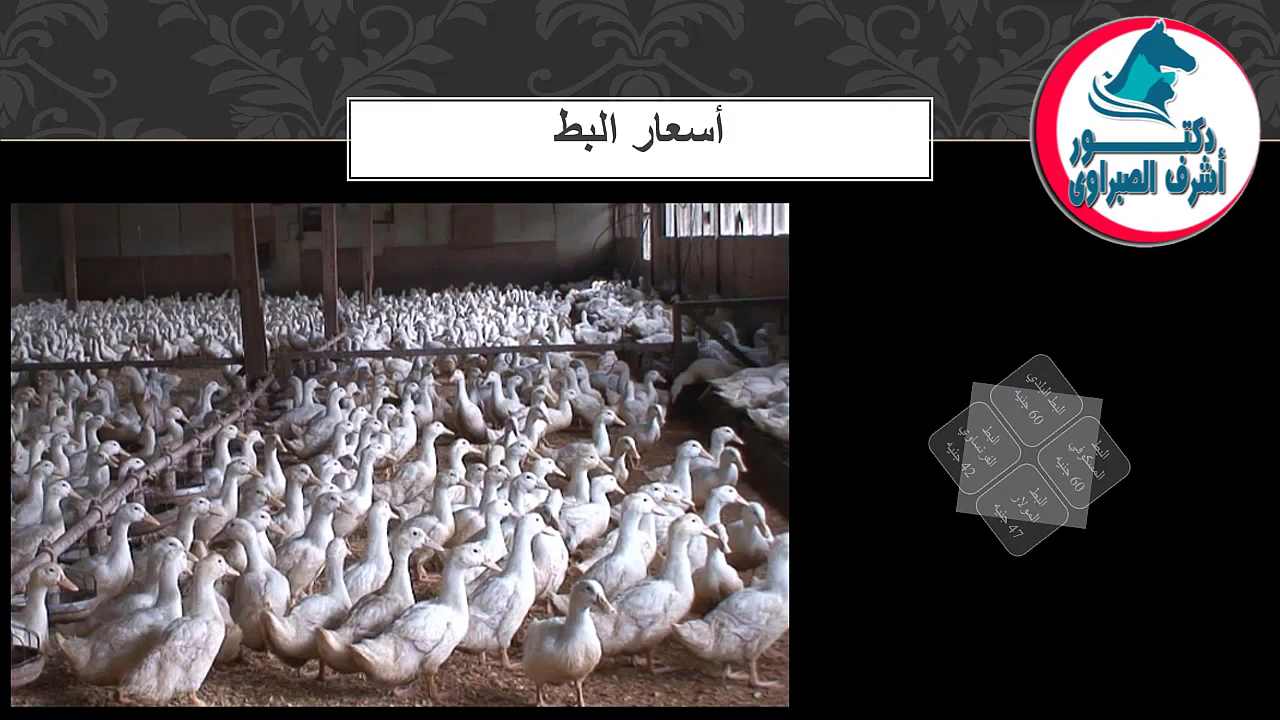 أسعار البط
دكتور
أشرف الصبراوى
البط البلدي
60 جنيه
البط
المسكوفي
60 جنيه
البط
الفرنساوي
42 جنيه
البط
المولار
47 جنيه